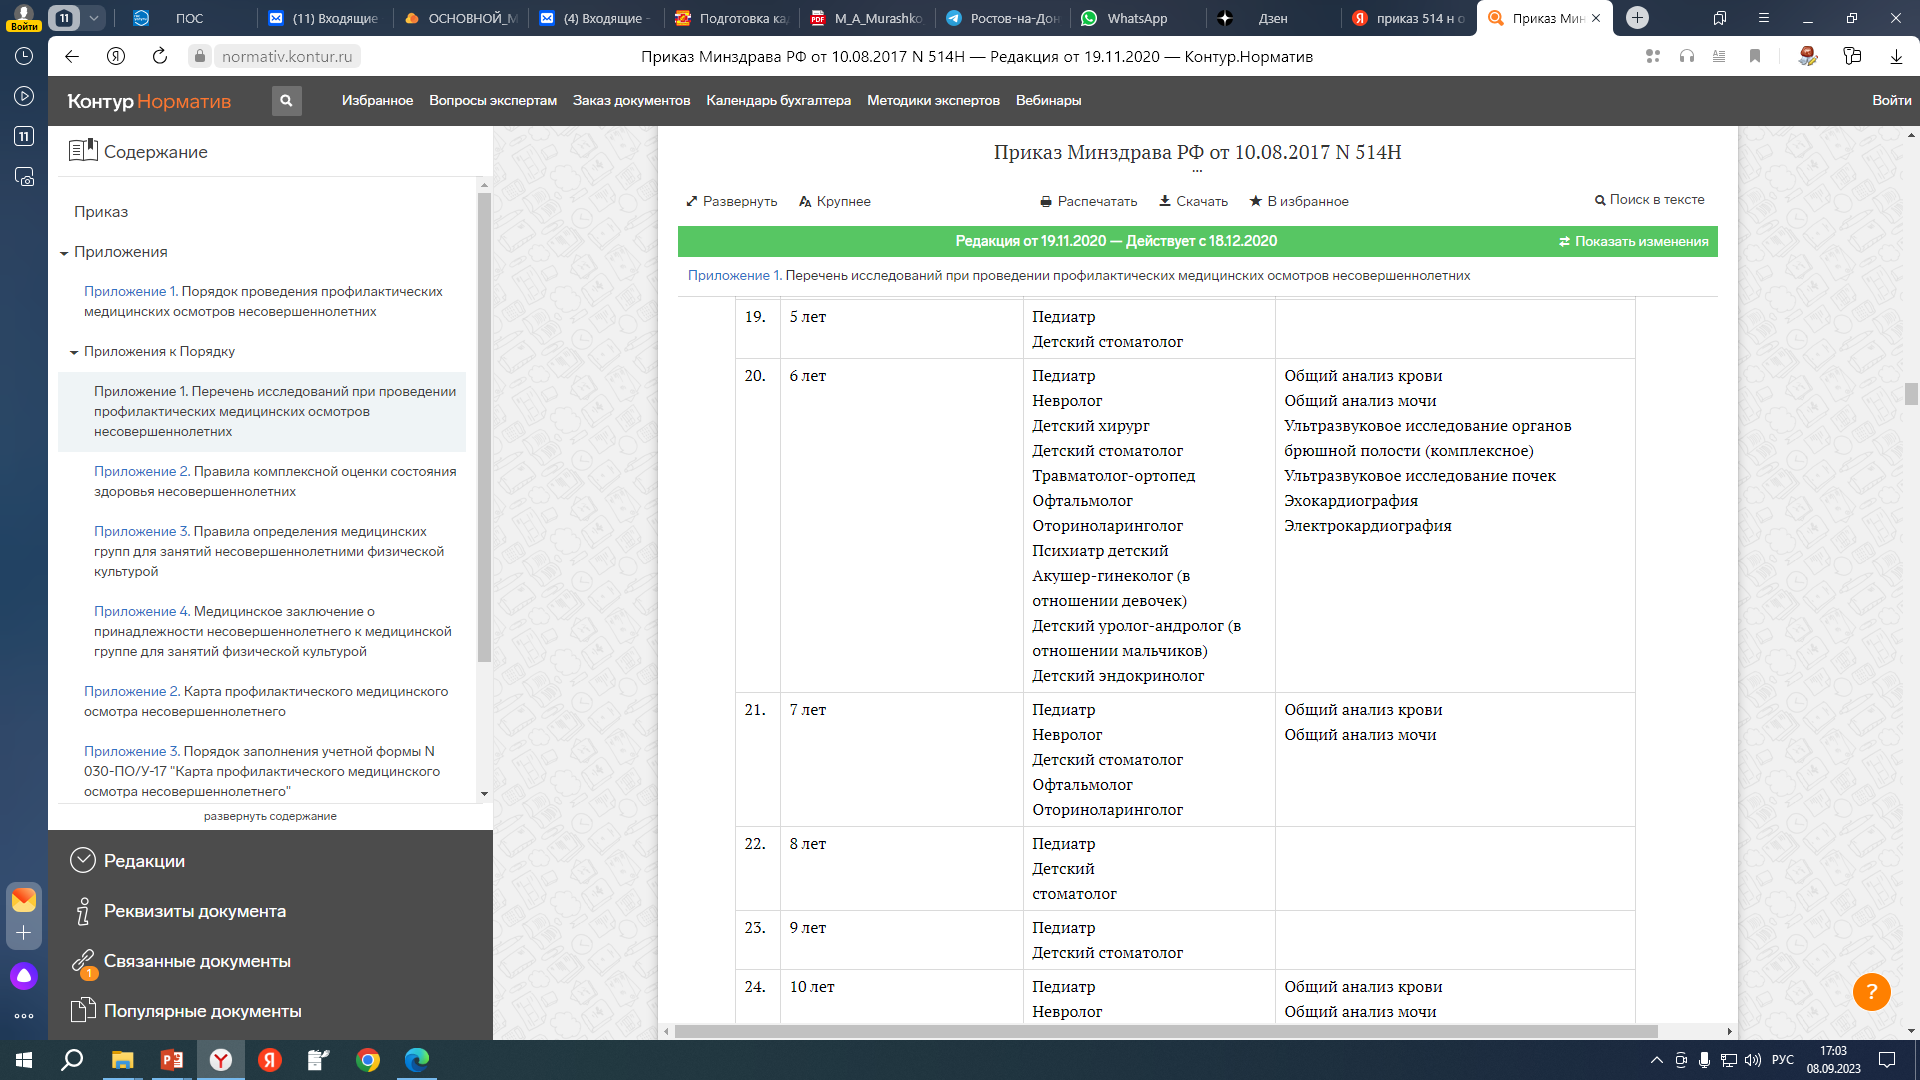 11
ПОС
(11) Входящие
ОСНОВНОЙ_М
(4) Входящие -
Подготовка кад
PDF
M_A_Murashko
Ростов-на-Дон
WhatsApp
Дзен
приказ 514 н о
Приказ Мин
Войти
normativ.kontur.ru
Приказ Минздрава РФ от 10.08.2017 N 514Н — Редакция от 19.11.2020 — Контур.Норматив
11
Контур Норматив
Избранное
Вопросы экспертам
Заказ документов
Календарь бухгалтера
Методики экспертов
Вебинары
Войти
Содержание
Приказ
Приложения
Приложение 1. Порядок проведения профилактических
медицинских осмотров несовершеннолетних
Приложения к Порядку
Приложение 1. Перечень исследований при проведении
профилактических медицинских осмотров
несовершеннолетних
Приложение 2. Правила комплексной оценки состояния
здоровья несовершеннолетних
Приложение 3. Правила определения медицинских
групп для занятий несовершеннолетними физической
культурой
Приложение 4. Медицинское заключение о
принадлежности несовершеннолетнего к медицинской
группе для занятий физической культурой
Приложение 2. Карта профилактического медицинского
осмотра несовершеннолетнего
Приложение 3. Порядок заполнения учетной формы N
030-ПО/У-17 "Карта профилактического медицинского
осмотра несовершеннолетнего"
развернуть содержание
Редакции
Реквизиты документа
Связанные документы
1
Популярные документы
Приказ Минздрава РФ от 10.08.2017 N 514Н
...
Развернуть
Крупнее
Распечатать
Скачать
В избранное
Поиск в тексте
Редакция от 19.11.2020 — Действует с 18.12.2020
Показать изменения
Приложение 1. Перечень исследований при проведении профилактических медицинских осмотров несовершеннолетних
19. 5 лет Педиатр
Детский стоматолог
20. 6 лет Педиатр Общий анализ крови
Невролог Общий анализ мочи
Детский хирург Ультразвуковое исследование органов
Детский стоматолог брюшной полости (комплексное)
Травматолог-ортопед Ультразвуковое исследование почек
Офтальмолог Эхокардиография
Оториноларинголог Электрокардиография
Психиатр детский
Акушер-гинеколог (в
отношении девочек)
Детский уролог-андролог (в
отношении мальчиков)
Детский эндокринолог
21. 7 лет Педиатр Общий анализ крови
Невролог Общий анализ мочи
Детский стоматолог
Офтальмолог
Оториноларинголог
22. 8 лет Педиатр
Детский
стоматолог
23. 9 лет Педиатр
Детский стоматолог
24. 10 лет Педиатр Общий анализ крови
Невролог Общий анализ мочи
?
РУС
17:03
08.09.2023